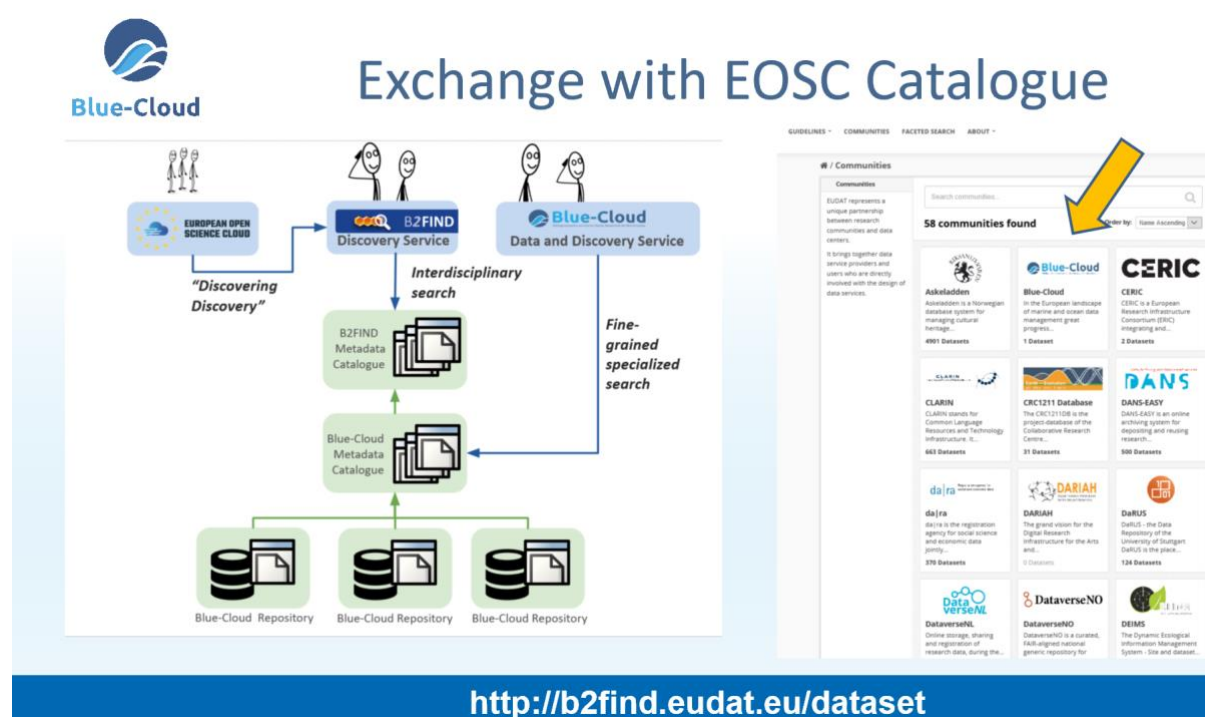 Blue-Cloud
Exchange with EOSC Catalogue
EUROPEAN OPEN
SCIENCE CLOUD
B2FIND
Discovery Service
Blue-Cloud
Data and Discovery Service
"Discovering
Discovery"
Interdisciplinary
search
Fine-
grained
specialized
search
B2FIND
Metadata
Catalogue
Blue-Cloud
Metadata
Catalogue
Blue-Cloud Repository
Blue-Cloud Repository
Blue-Cloud Repository
GUIDELINES
COMMUNITIES
FACETED SEARCH
ABOUT
/ Communities
Communities
EUDAT represents a
unique partnership
between research
communities and data
centers.
It brings together data
service providers and
users who are directly
involved with the design of
data services.
Search communities...
58 communities found
Order by:
Name Ascending
Askeladden
Askeladden is a Norwegian
database system for
managing cultural
heritage...
4901 Datasets
Blue-Cloud
Blue-Cloud
In the European landscape
of marine and ocean data
management great
progress...
1 Dataset
CERIC
CERIC
CERIC is a European
Research Infrastructure
Consortium (ERIC)
integrating and...
2 Datasets
CLARIN
CLARIN
CLARIN stands for
Common Language
Resources and Technology
Infrastructure. It...
663 Datasets
CRC1211 Database
The CRC1211DB is the
project-database of the
Collaborative Research
Centre...
31 Datasets
DANS
DANS-EASY
DANS-EASY is an online
archiving system for
depositing and reusing
research...
500 Datasets
da|ra
da|ra
da|ra is the registration
agency for social science
and economic data
jointly...
370 Datasets
DARIAH
DARIAH
The grand vision for the
Digital Research
Infrastructure for the Arts
and...
0 Datasets
DaRUS
DaRUS - the Data
Repository of the
University of Stuttgart
DaRUS is the place...
124 Datasets
Data
verseNL
DataverseNL
Online storage, sharing
and registration of
research data, during the...
DataverseNO
DataverseNO
DataverseNO is a curated,
FAIR-aligned national
generic repository for
DEIMS
The Dynamic Ecological
Information Management
System - Site and dataset...
http://b2find.eudat.eu/dataset